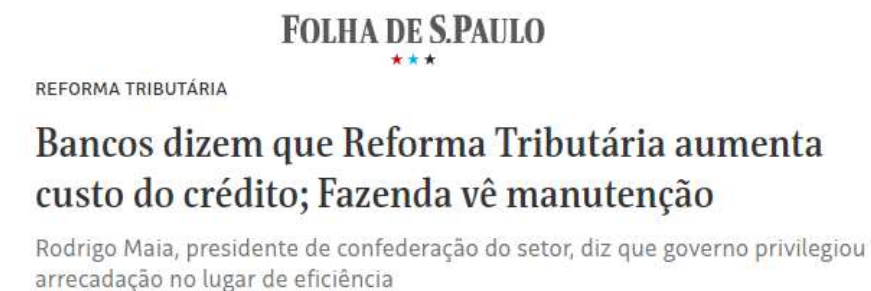 FOLHA DE S.PAULO
REFORMA TRIBUTÁRIA
Bancos dizem que Reforma Tributária aumenta
custo do crédito; Fazenda vê manutenção
Rodrigo Maia, presidente de confederação do setor, diz que governo privilegiou
arrecadação no lugar de eficiência